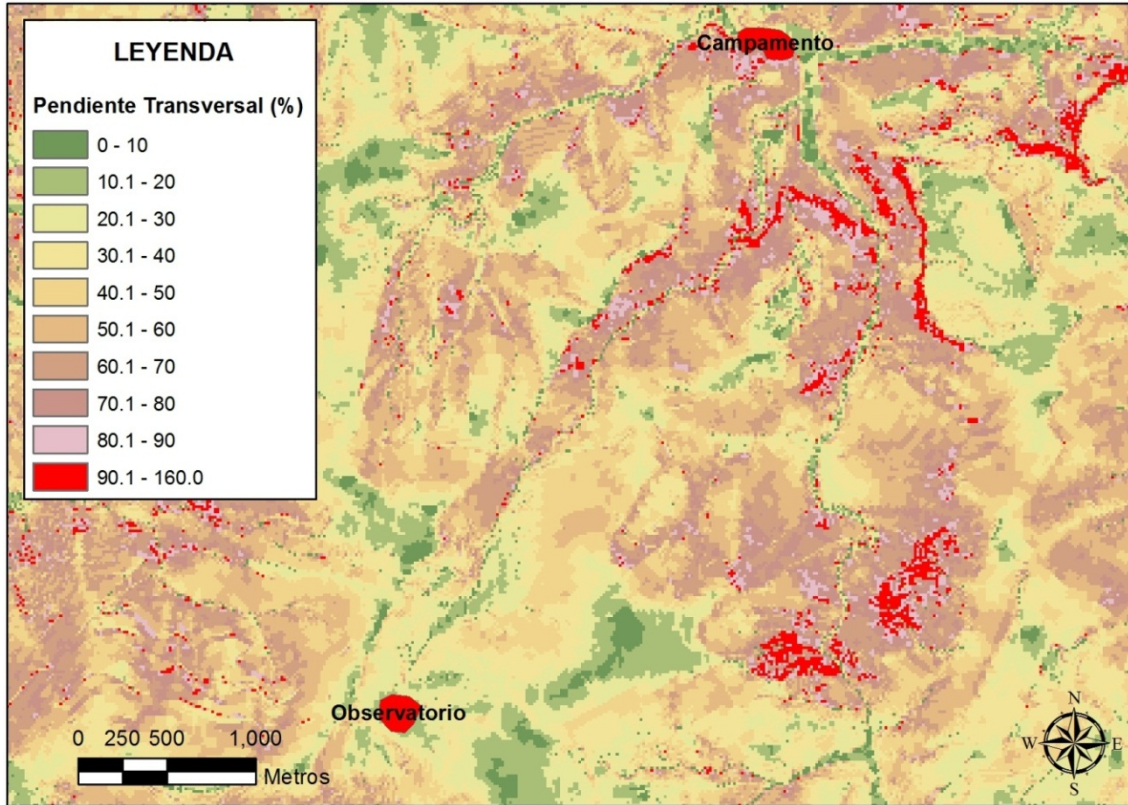 LEYENDA
Pendiente Transversal (%)
0 - 10
10.1 - 20
20.1 - 30
30.1 - 40
40.1 - 50
50.1 - 60
60.1 - 70
70.1 - 80
80.1 - 90
90.1 - 160.0
Campamento
Observatorio
0 250 500 1,000
Metros
N
W E
S